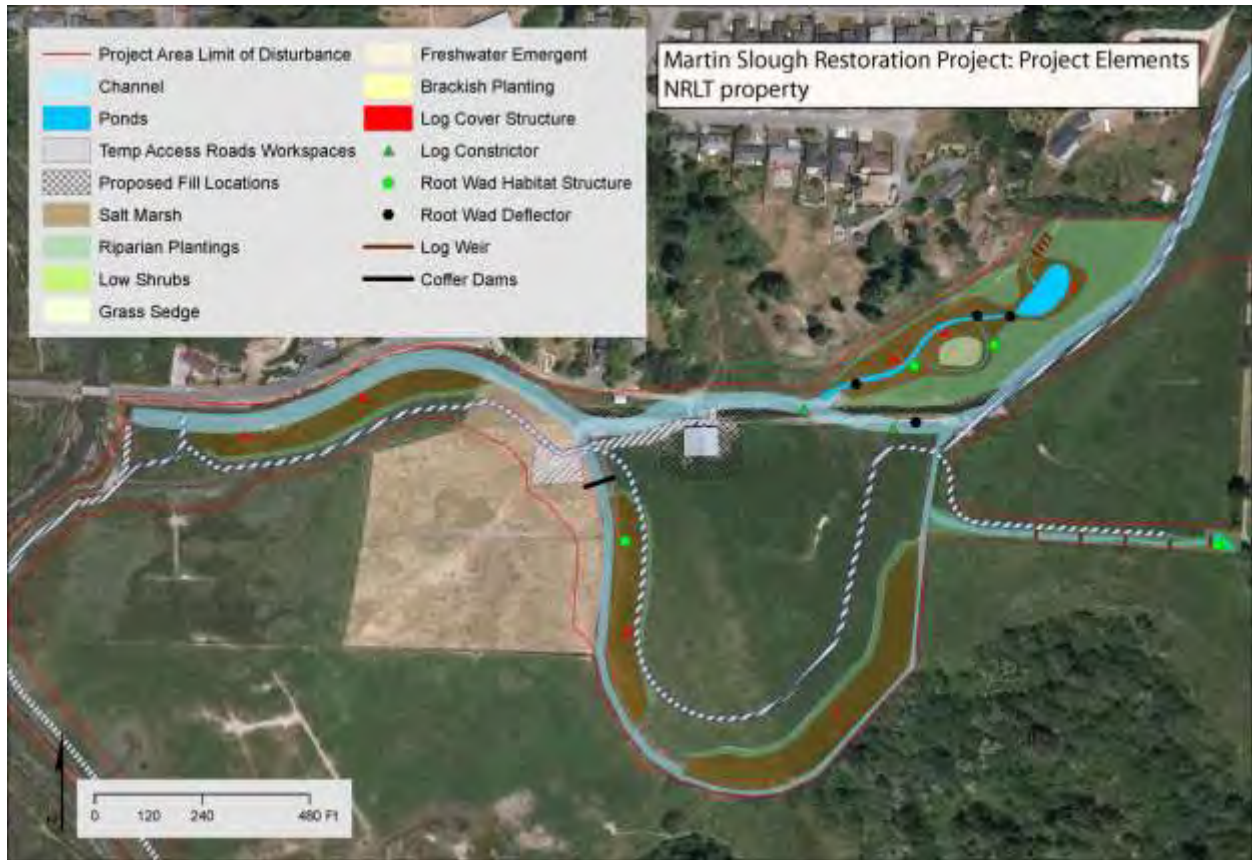 Project Area Limit of Disturbance
Channel
Ponds
Temp Access Roads Workspaces
Proposed Fill Locations
Salt Marsh
Riparian Plantings
Low Shrubs
Grass Sedge
Freshwater Emergent
Brackish Planting
Log Cover Structure
Log Constrictor
Root Wad Habitat Structure
Root Wad Deflector
Log Weir
Coffer Dams
Martin Slough Restoration Project: Project Elements
NRLT property
0 120 240 480 Ft